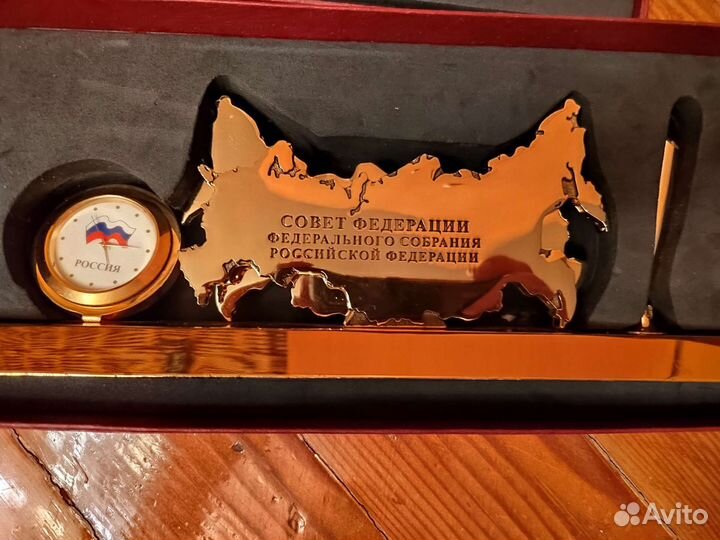 СОВЕТ ФЕДЕРАЦИИ
ФЕДЕРАЛЬНОГО СОБРАНИЯ
РОССИЙСКОЙ ФЕДЕРАЦИИ
РОССИЯ
Avito